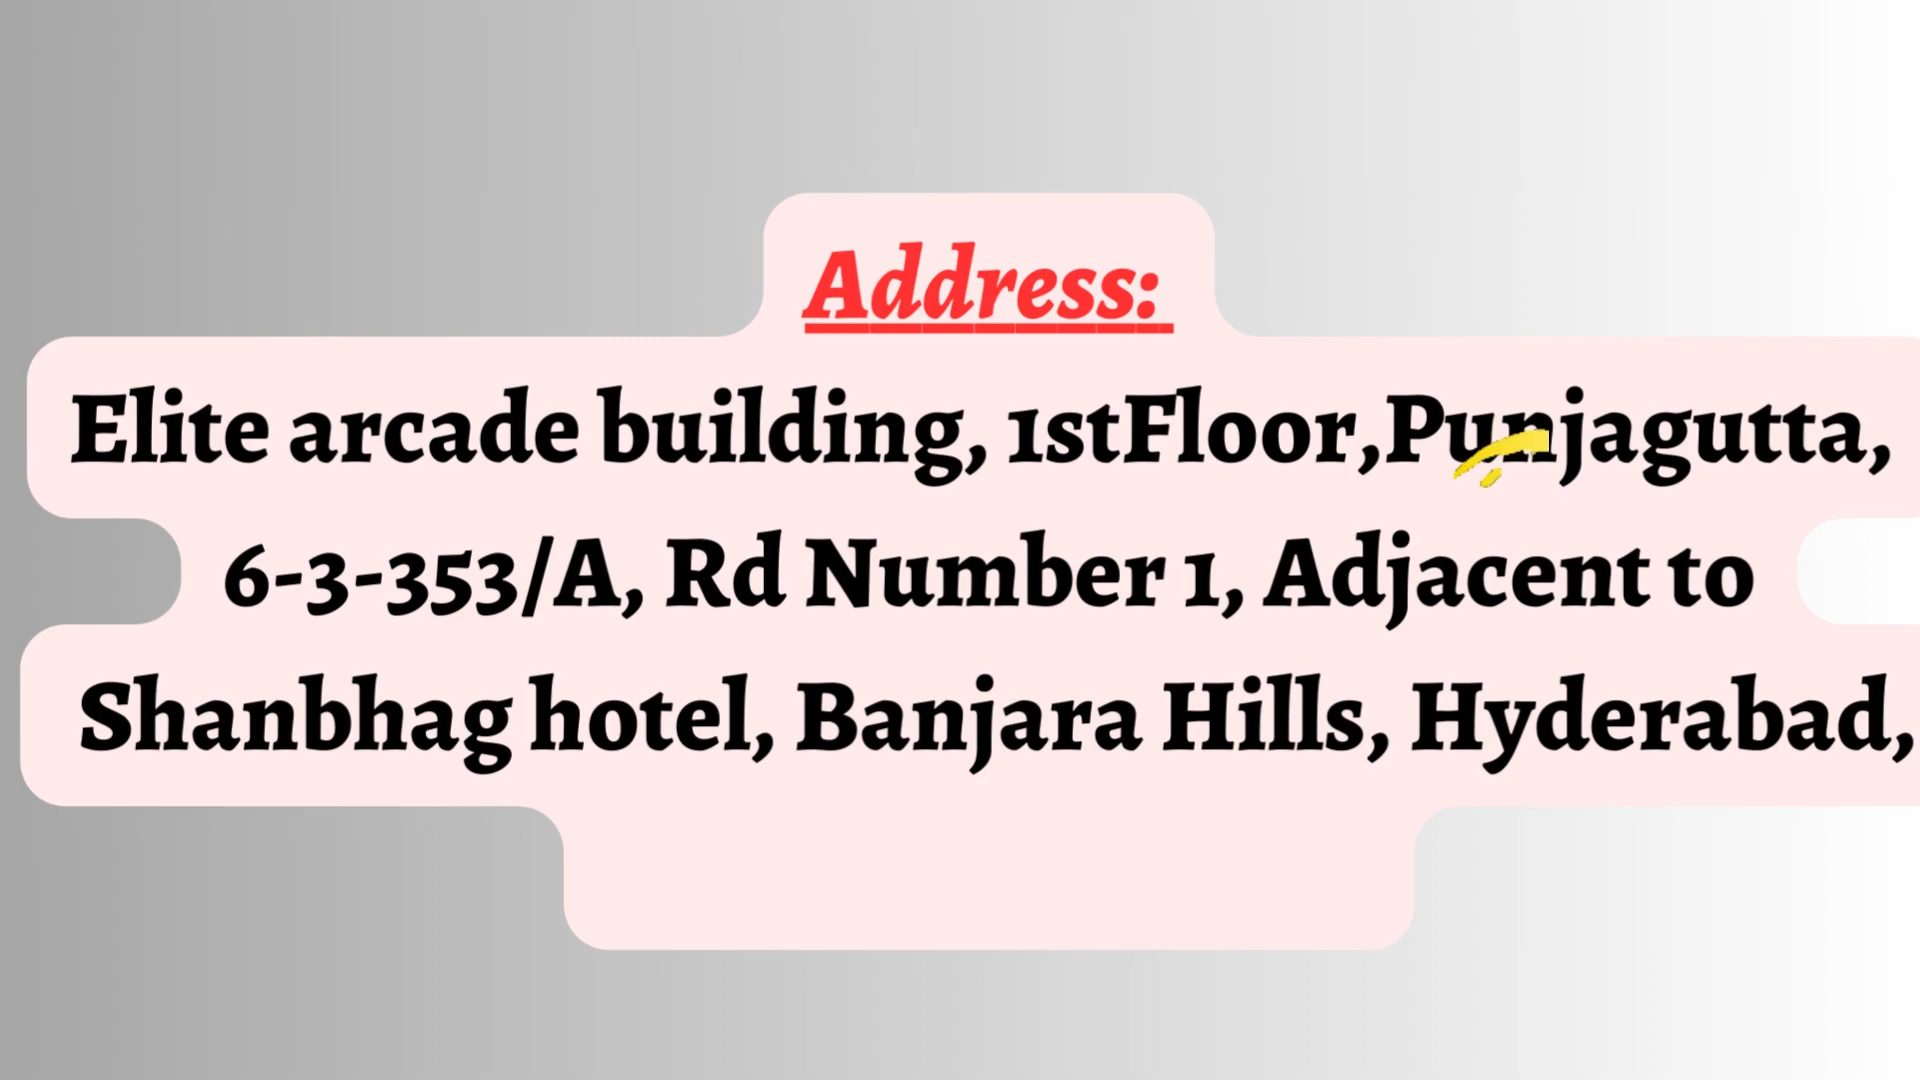 Address:
Elite arcade building, 1stFloor,Punjagutta,
6-3-353/A, Rd Number 1, Adjacent to
Shanbhag hotel, Banjara Hills, Hyderabad,